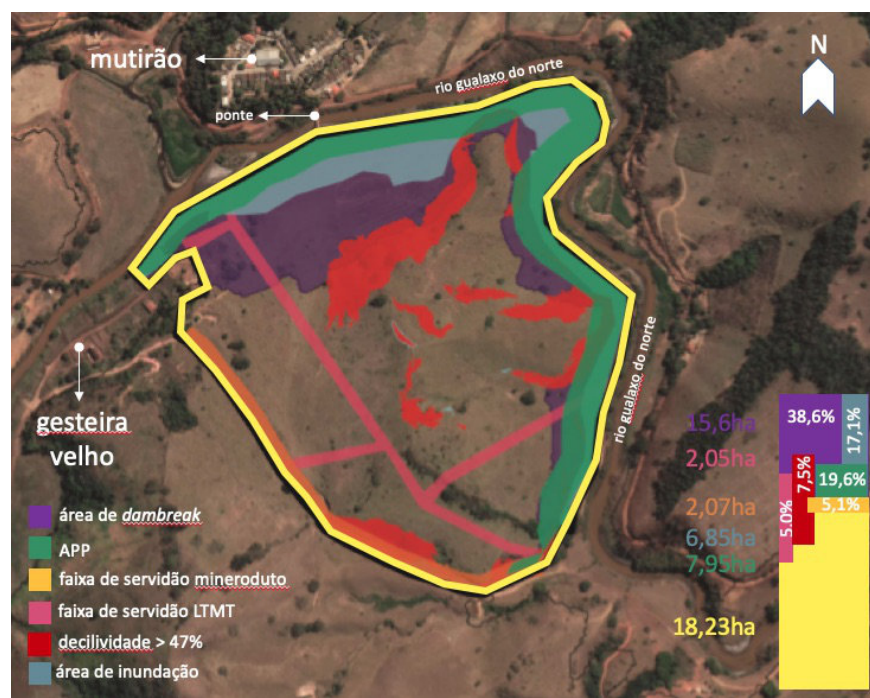 mutirão
rio gualaxo do norte
N
ponte
rio gualaxo do norte
gesteira
velho
área de dambreak
APP
faixa de servidão mineroduto
faixa de servidão LTMT
decilividade > 47%
área de inundação
15,6ha
2,05ha
2,07ha
6,85ha
7,95ha
18,23ha
38,6%
17,1%
7,5%
19,6%
5,1%
5.0%